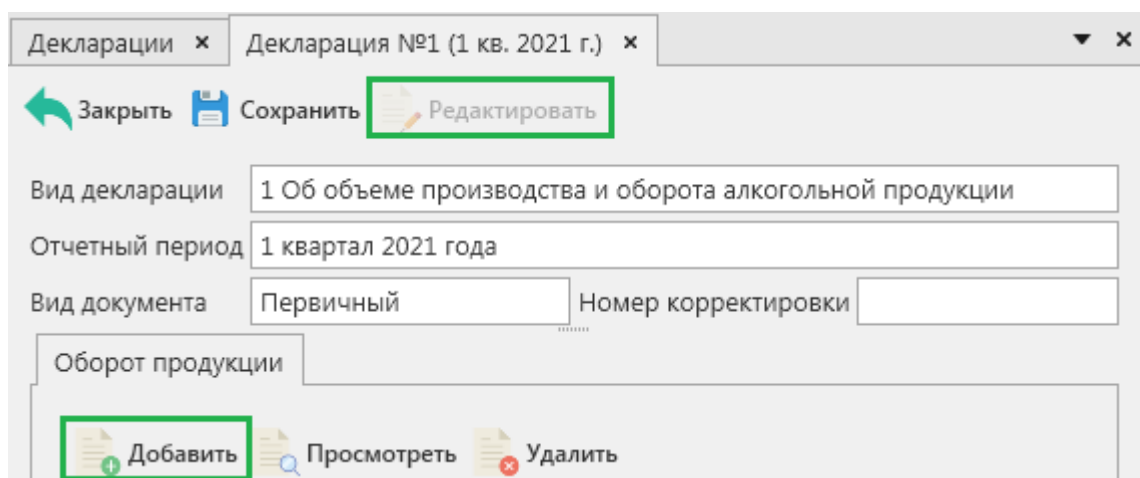 Декларации × Декларация №1 (1 кв. 2021 г.) ×
Закрыть Сохранить Редактировать
Вид декларации 1 Об объеме производства и оборота алкогольной продукции
Отчетный период 1 квартал 2021 года
Вид документа Первичный Номер корректировки
Оборот продукции
Добавить Просмотреть Удалить